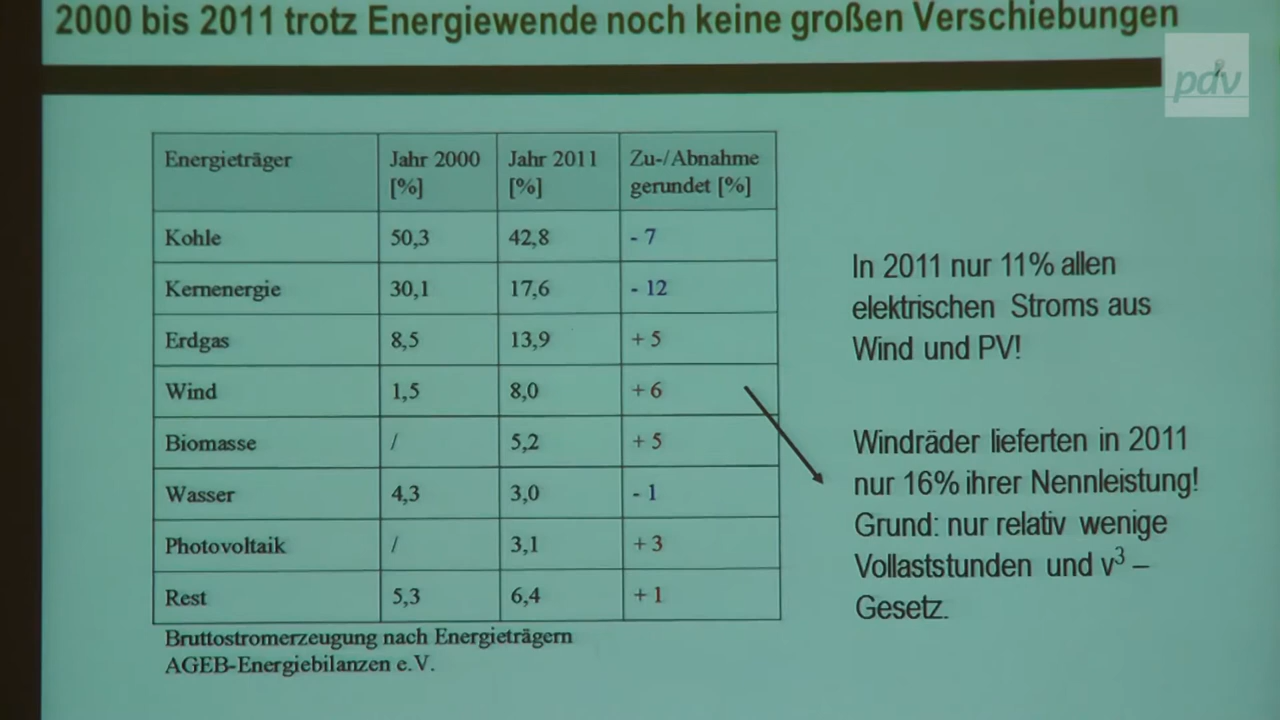 2000 bis 2011 trotz Energiewende noch keine großen Verschiebungen
pdv
Energieträger Jahr 2000 [%] Jahr 2011 [%] Zu-/Abnahme gerundet [%]
Kohle 50,3 42,8 - 7
Kernenergie 30,1 17,6 - 12
Erdgas 8,5 13,9 + 5
Wind 1,5 8,0 + 6
Biomasse / 5,2 + 5
Wasser 4,3 3,0 - 1
Photovoltaik / 3,1 + 3
Rest 5,3 6,4 + 1
Bruttostromerzeugung nach Energieträgern
AGEB-Energiebilanzen e.V.
In 2011 nur 11% allen
elektrischen Stroms aus
Wind und PV!
Windräder lieferten in 2011
nur 16% ihrer Nennleistung!
Grund: nur relativ wenige
Vollaststunden und v³ –
Gesetz.